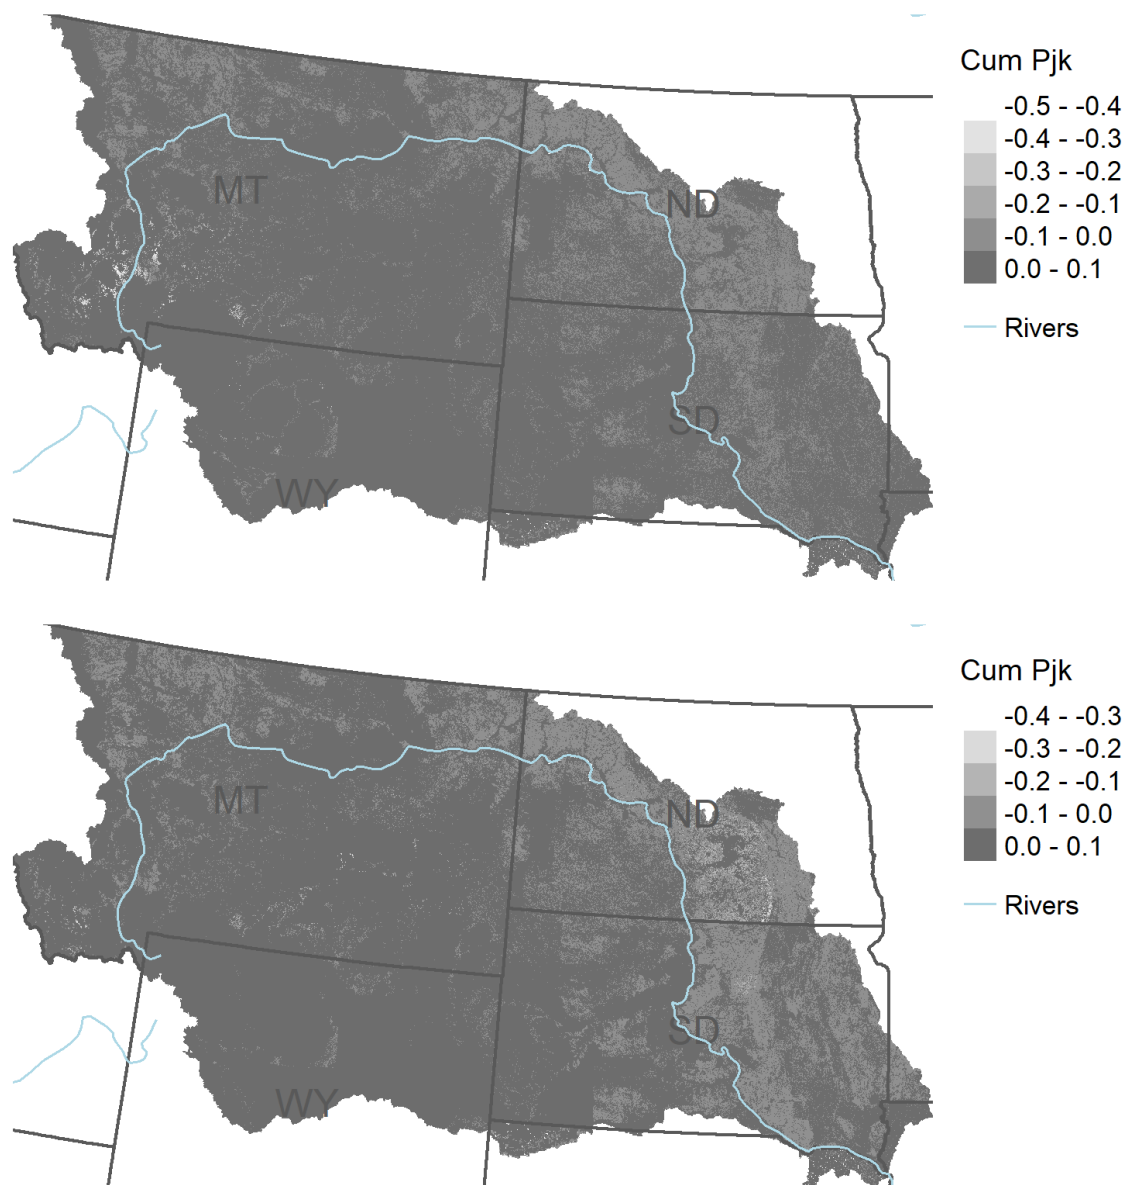 Cum Pjk
-0.5 - -0.4
-0.4 - -0.3
-0.3 - -0.2
-0.2 - -0.1
-0.1 - 0.0
0.0 - 0.1
Rivers
MT
ND
SD
WY
Cum Pjk
-0.4 - -0.3
-0.3 - -0.2
-0.2 - -0.1
-0.1 - 0.0
0.0 - 0.1
Rivers
MT
ND
SD
WY